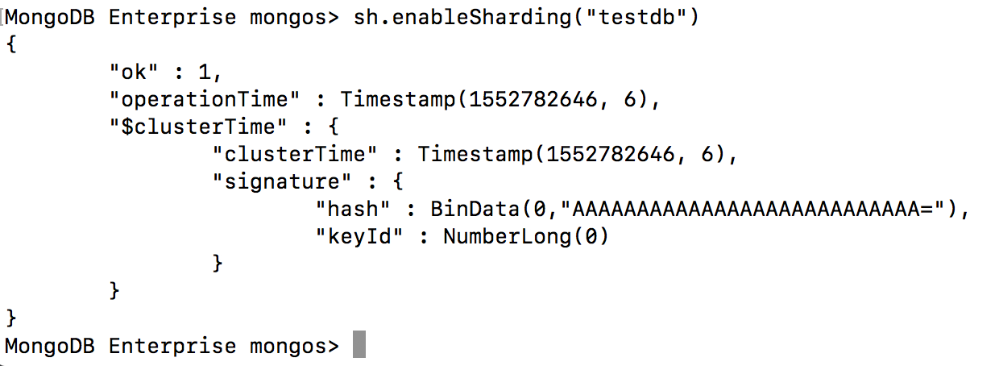 MongoDB Enterprise mongos> sh.enableSharding("testdb")
{
        "ok" : 1,
        "operationTime" : Timestamp(1552782646, 6),
        "$clusterTime" : {
                "clusterTime" : Timestamp(1552782646, 6),
                "signature" : {
                        "hash" : BinData(0,"AAAAAAAAAAAAAAAAAAAAAAAAAAA="),
                        "keyId" : NumberLong(0)
                }
        }
}
MongoDB Enterprise mongos>